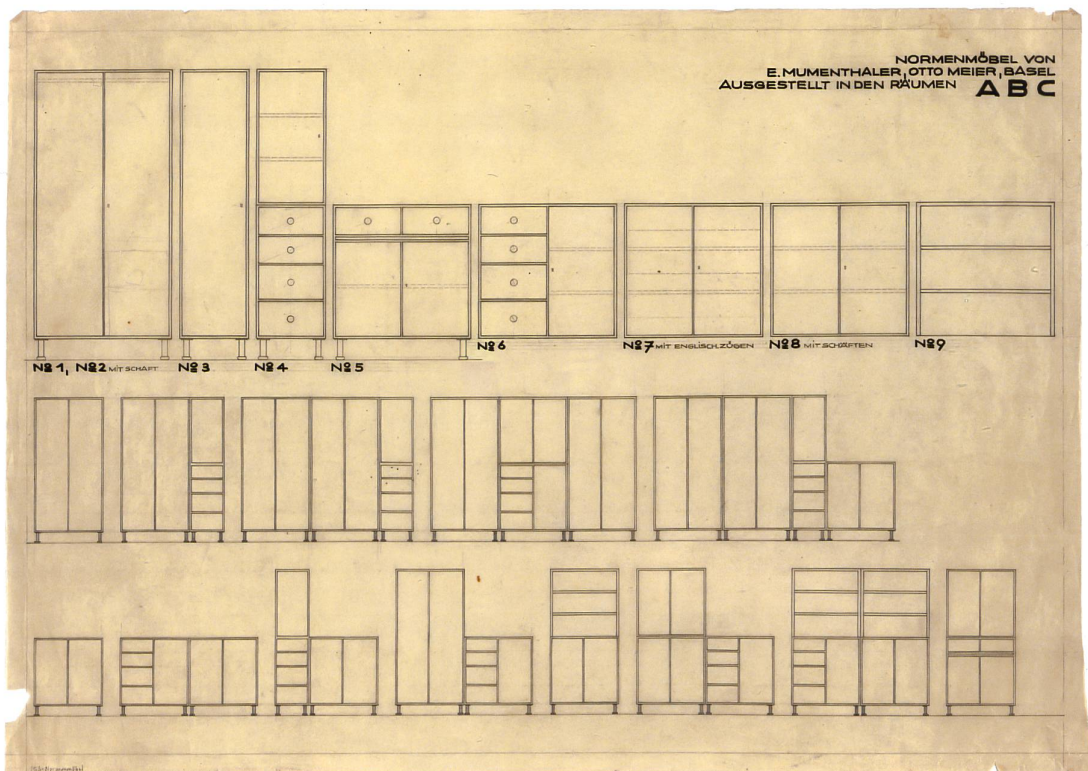 NORMENMÖBEL VON
E. MUMENTHALER, OTTO MEIER, BASEL
AUSGESTELLT IN DEN RÄUMEN ABC
Nº 1, Nº 2 MIT SCHAFT
Nº 3
Nº 4
Nº 5
Nº 6
Nº 7 MIT ENGLISCH. ZÜGEN
Nº 8 MIT SCHÄFTEN
Nº 9